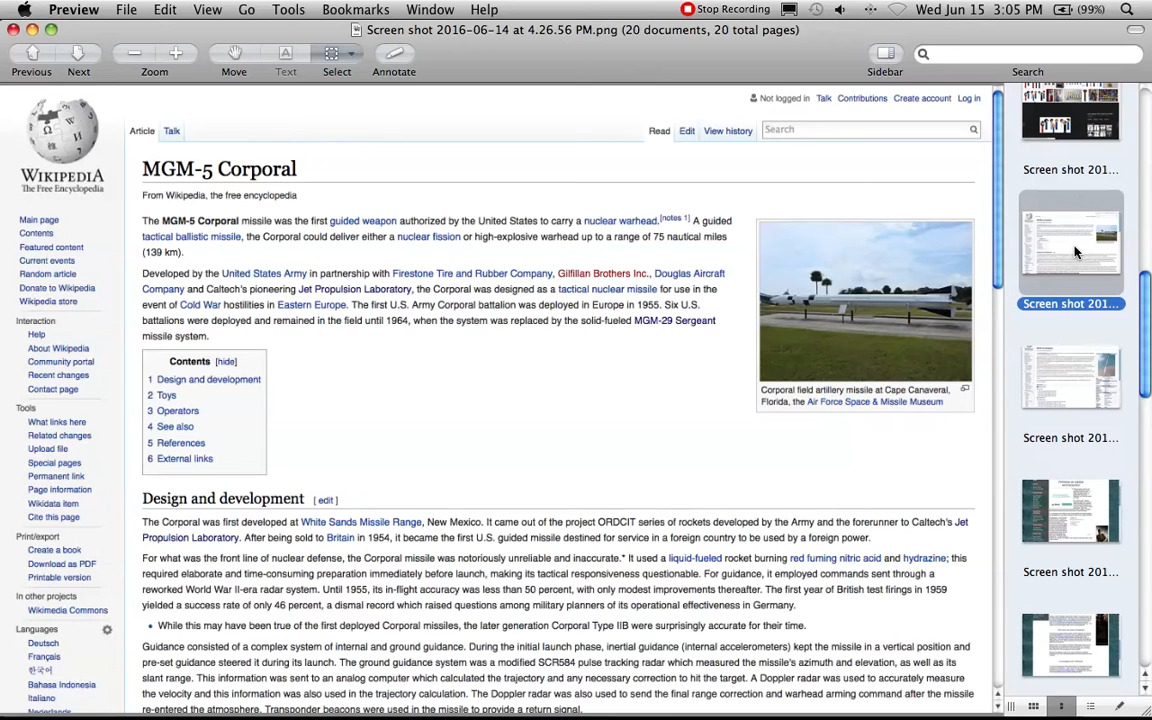 Preview File Edit View Go Tools Bookmarks Window Help Stop Recording Wed Jun 15 3:05 PM (99%)
Screen shot 2016-06-14 at 4.26.56 PM.png (20 documents, 20 total pages)
Previous Next Zoom Move Text Select Annotate Sidebar Search
Not logged in Talk Contributions Create account Log in
Article Talk Read Edit View history Search
WIKIPEDIA
The Free Encyclopedia
Main page
Contents
Featured content
Current events
Random article
Donate to Wikipedia
Wikipedia store
Interaction
Help
About Wikipedia
Community portal
Recent changes
Contact page
Tools
What links here
Related changes
Upload file
Special pages
Permanent link
Page information
Wikidata item
Cite this page
Print/export
Create a book
Download as PDF
Printable version
In other projects
Wikimedia Commons
Languages
Deutsch
Français
한국어
Bahasa Indonesia
Italiano
Nederlands
MGM-5 Corporal
From Wikipedia, the free encyclopedia
The MGM-5 Corporal missile was the first guided weapon authorized by the United States to carry a nuclear warhead.[notes 1] A guided
tactical ballistic missile, the Corporal could deliver either a nuclear fission or high-explosive warhead up to a range of 75 nautical miles
(139 km).
Developed by the United States Army in partnership with Firestone Tire and Rubber Company, Gilfillan Brothers Inc., Douglas Aircraft
Company and Caltech's pioneering Jet Propulsion Laboratory, the Corporal was designed as a tactical nuclear missile for use in the
event of Cold War hostilities in Eastern Europe. The first U.S. Army Corporal battalion was deployed in Europe in 1955. Six U.S.
battalions were deployed and remained in the field until 1964, when the system was replaced by the solid-fueled MGM-29 Sergeant
missile system.
Corporal field artillery missile at Cape Canaveral,
Florida, the Air Force Space & Missile Museum
Contents [hide]
1 Design and development
2 Toys
3 Operators
4 See also
5 References
6 External links
Design and development [ edit ]
The Corporal was first developed at White Sands Missile Range, New Mexico. It came out of the project ORDCIT series of rockets developed by the Army and the forerunner to Caltech's Jet
Propulsion Laboratory. After being sold to Britain in 1954, it became the first U.S. guided missile destined for service in a foreign country to be used by a foreign power.
For what was the front line of nuclear defense, the Corporal missile was notoriously unreliable and inaccurate.* It used a liquid-fueled rocket burning red fuming nitric acid and hydrazine; this
required elaborate and time-consuming preparation immediately before launch, making its tactical responsiveness questionable. For guidance, it employed commands sent through a
reworked World War II-era radar system. Until 1955, its in-flight accuracy was less than 50 percent, with only modest improvements thereafter. The first year of British test firings in 1959
yielded a success rate of only 46 percent, a dismal record which raised questions among military planners of its operational effectiveness in Germany.
• While this may have been true of the first deployed Corporal missiles, the later generation Corporal Type IIB were surprisingly accurate for their time.
Guidance consisted of a complex system of internal and ground guidance. During the initial launch phase, inertial guidance (internal accelerometers) kept the missile in a vertical position and
pre-set guidance steered it during its launch. The ground guidance system was a modified SCR584 pulse tracking radar which measured the missile's azimuth and elevation, as well as its
slant range. This information was sent to an analog computer which calculated the trajectory and any necessary correction to hit the target. A Doppler radar was used to accurately measure
the velocity and this information was also used in the trajectory calculation. The Doppler radar was also used to send the final range correction and warhead arming command after the missile
re-entered the atmosphere. Transponder beacons were used in the missile to provide a return signal.
Screen shot 201...
Screen shot 201...
Screen shot 201...
Screen shot 201...